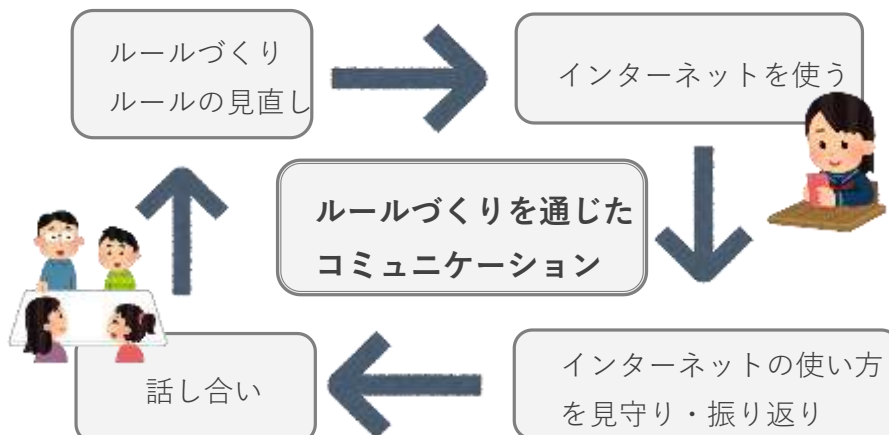 ルールづくり
ルールの見直し
インターネットを使う
ルールづくりを通じた
コミュニケーション
話し合い
インターネットの使い方
を見守り・振り返り